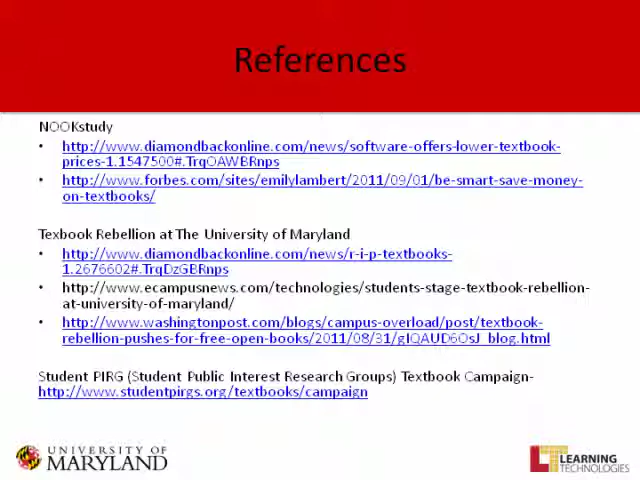 References
NOOKstudy
• http://www.diamondbackonline.com/news/software-offers-lower-textbook-
prices-1.1547500#.TrqOAWBRnps
• http://www.forbes.com/sites/emilylambert/2011/09/01/be-smart-save-money-
on-textbooks/
Texbook Rebellion at The University of Maryland
• http://www.diamondbackonline.com/news/r-i-p-textbooks-
1.2676602#.TrqDzGBRnps
• http://www.ecampusnews.com/technologies/students-stage-textbook-rebellion-
at-university-of-maryland/
• http://www.washingtonpost.com/blogs/campus-overload/post/textbook-
rebellion-pushes-for-free-open-books/2011/08/31/gIQAUD6OsJ_blog.html
Student PIRG (Student Public Interest Research Groups) Textbook Campaign-
http://www.studentpirgs.org/textbooks/campaign
UNIVERSITY OF
MARYLAND
LT LEARNING
TECHNOLOGIES